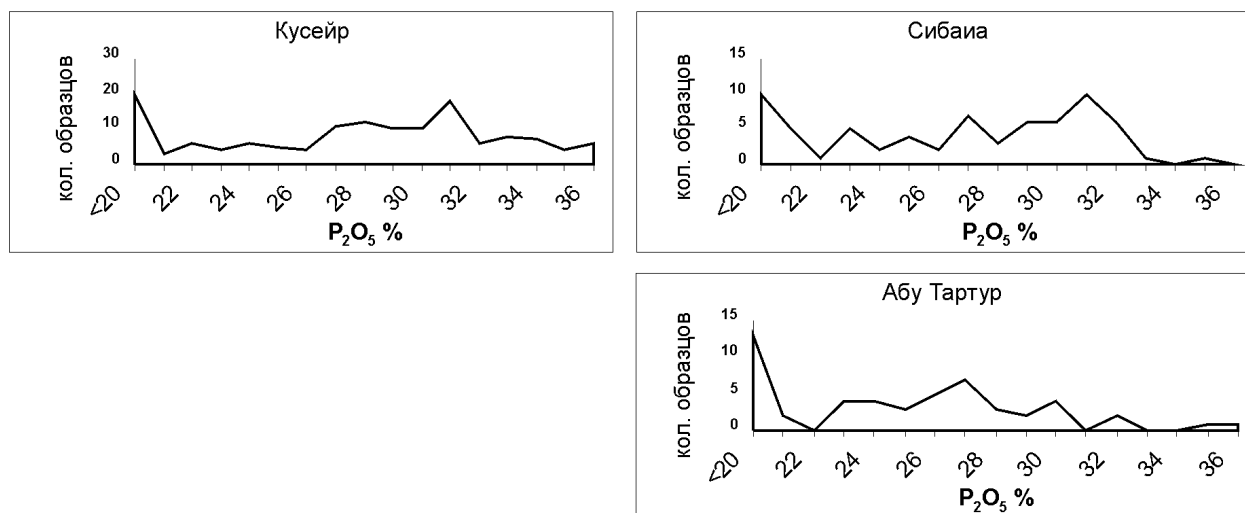 Кусейр
30
20
10
0
кол. образцов
<20 22 24 26 28 30 32 34 36
P₂O₅ %
Сибаиа
15
10
5
0
кол. образцов
<20 22 24 26 28 30 32 34 36
P₂O₅ %
Абу Тартур
15
10
5
0
кол. образцов
<20 22 24 26 28 30 32 34 36
P₂O₅ %